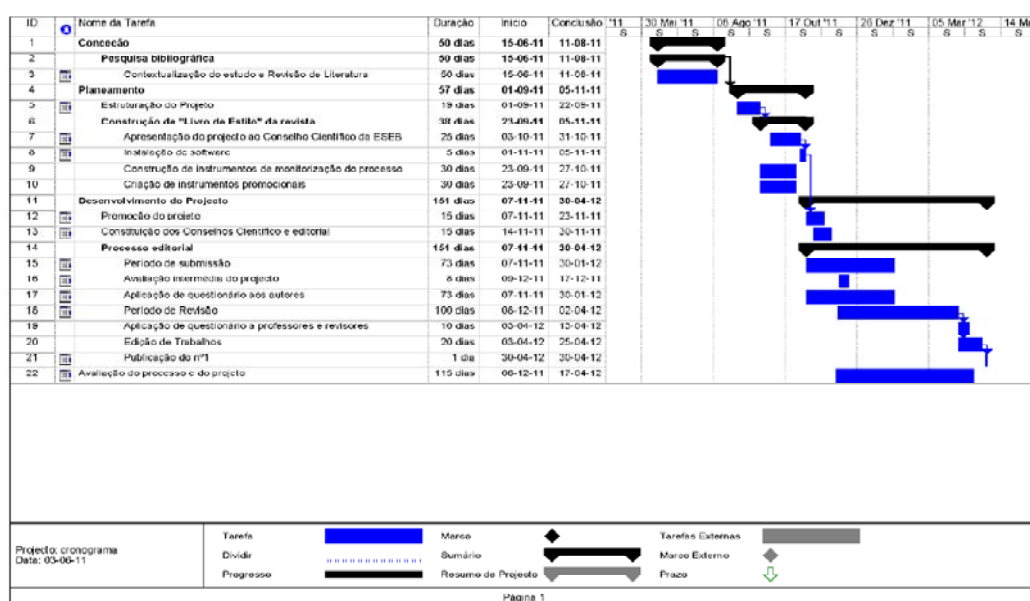 ID Nome da Tarefa Duração Início Conclusão '11 30 Mai '11 08 Ago '11 17 Out '11 26 Dez '11 05 Mar '12 14 Ma
S S S S S S S S S S S S
1 Conceção 50 dias 15-06-11 11-08-11
2 Pesquisa bibliográfica 50 dias 15-06-11 11-08-11
3 Contextualização do estudo e Revisão de Literatura 50 dias 15-06-11 11-08-11
4 Planeamento 57 dias 01-09-11 05-11-11
5 Estruturação do Projeto 19 dias 01-09-11 22-09-11
6 Construção de "Livro de Estilo" da revista 38 dias 23-09-11 05-11-11
7 Apresentação do projecto ao Conselho Científico da ESEB 25 dias 03-10-11 31-10-11
8 Instalação de software 5 dias 01-11-11 05-11-11
9 Construção de instrumentos de monitorização do processo 30 dias 23-09-11 27-10-11
10 Criação de instrumentos promocionais 30 dias 23-09-11 27-10-11
11 Desenvolvimento do Projeto 151 dias 07-11-11 30-04-12
12 Promoção do projeto 15 dias 07-11-11 23-11-11
13 Constituição dos Conselhos Científico e editorial 15 dias 14-11-11 30-11-11
14 Processo editorial 151 dias 07-11-11 30-04-12
15 Período de submissão 73 dias 07-11-11 30-01-12
16 Avaliação intermédia do projecto 8 dias 09-12-11 17-12-11
17 Aplicação de questionário aos autores 73 dias 07-11-11 30-01-12
18 Período de Revisão 100 dias 08-12-11 02-04-12
19 Aplicação de questionário a professores e revisores 10 dias 03-04-12 13-04-12
20 Edição de Trabalhos 20 dias 03-04-12 25-04-12
21 Publicação do nº1 1 dia 30-04-12 30-04-12
22 Avaliação do processo e do projeto 115 dias 06-12-11 17-04-12
Projecto: cronograma
Data: 03-06-11
Tarefa Marco Tarefas Externas
Dividir Sumário Marco Externo
Progresso Resumo de Projecto Prazo
Página 1